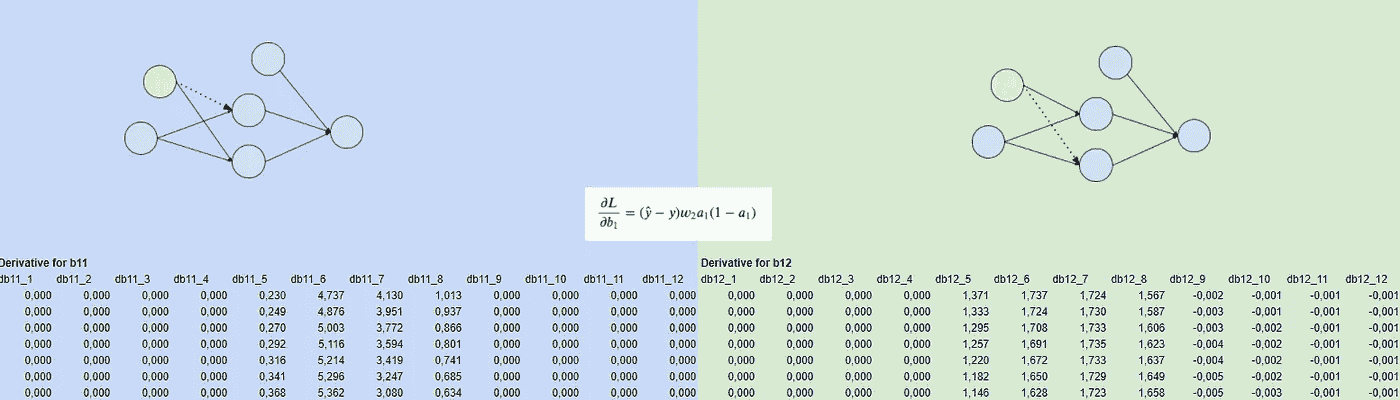 ∂L/∂b₁ = (ŷ − y)w₂a₁(1 − a₁)
Derivative for b11
db11_1 db11_2 db11_3 db11_4 db11_5 db11_6 db11_7 db11_8 db11_9 db11_10 db11_11 db11_12
0,000 0,000 0,000 0,000 0,230 4,737 4,130 1,013 0,000 0,000 0,000 0,000
0,000 0,000 0,000 0,000 0,249 4,876 3,951 0,937 0,000 0,000 0,000 0,000
0,000 0,000 0,000 0,000 0,270 5,003 3,772 0,866 0,000 0,000 0,000 0,000
0,000 0,000 0,000 0,000 0,292 5,116 3,594 0,801 0,000 0,000 0,000 0,000
0,000 0,000 0,000 0,000 0,316 5,214 3,419 0,741 0,000 0,000 0,000 0,000
0,000 0,000 0,000 0,000 0,341 5,296 3,247 0,685 0,000 0,000 0,000 0,000
0,000 0,000 0,000 0,000 0,368 5,362 3,080 0,634 0,000 0,000 0,000 0,000
Derivative for b12
db12_1 db12_2 db12_3 db12_4 db12_5 db12_6 db12_7 db12_8 db12_9 db12_10 db12_11 db12_12
0,000 0,000 0,000 0,000 1,371 1,737 1,724 1,567 -0,002 -0,001 -0,001 -0,001
0,000 0,000 0,000 0,000 1,333 1,724 1,730 1,587 -0,003 -0,001 -0,001 -0,001
0,000 0,000 0,000 0,000 1,295 1,708 1,733 1,606 -0,003 -0,002 -0,001 -0,001
0,000 0,000 0,000 0,000 1,257 1,691 1,735 1,623 -0,004 -0,002 -0,001 -0,001
0,000 0,000 0,000 0,000 1,220 1,672 1,733 1,637 -0,004 -0,002 -0,001 -0,001
0,000 0,000 0,000 0,000 1,182 1,650 1,729 1,649 -0,005 -0,002 -0,001 -0,001
0,000 0,000 0,000 0,000 1,146 1,628 1,723 1,658 -0,005 -0,003 -0,001 -0,001